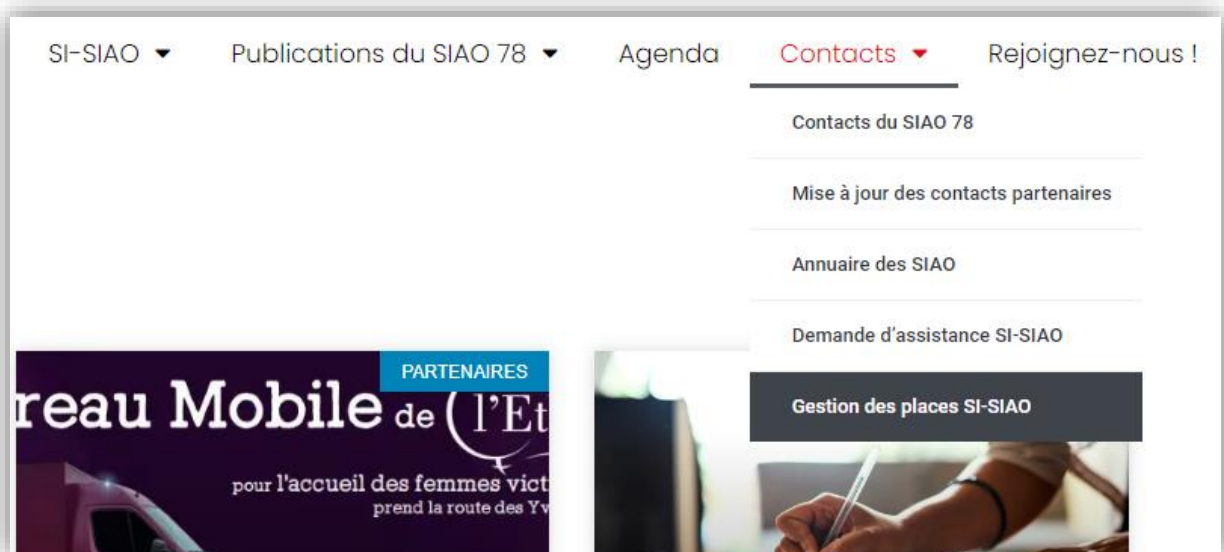 SI-SIAO
Publications du SIAO 78
Agenda
Contacts
Rejoignez-nous !
Contacts du SIAO 78
Mise à jour des contacts partenaires
Annuaire des SIAO
Demande d'assistance SI-SIAO
Gestion des places SI-SIAO
PARTENAIRES
reau Mobile de l'Et
pour l'accueil des femmes vict
prend la route des Yv